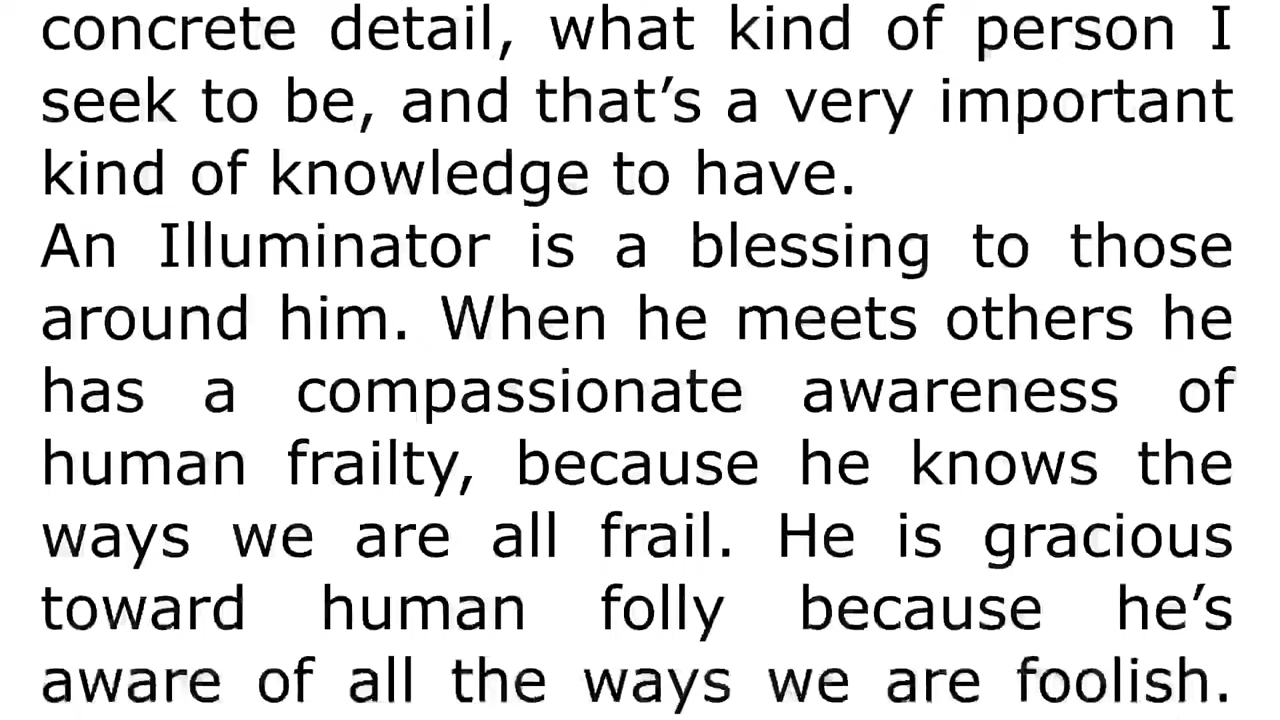 concrete detail, what kind of person I
seek to be, and that’s a very important
kind of knowledge to have.
An Illuminator is a blessing to those
around him. When he meets others he
has a compassionate awareness of
human frailty, because he knows the
ways we are all frail. He is gracious
toward human folly because he’s
aware of all the ways we are foolish.